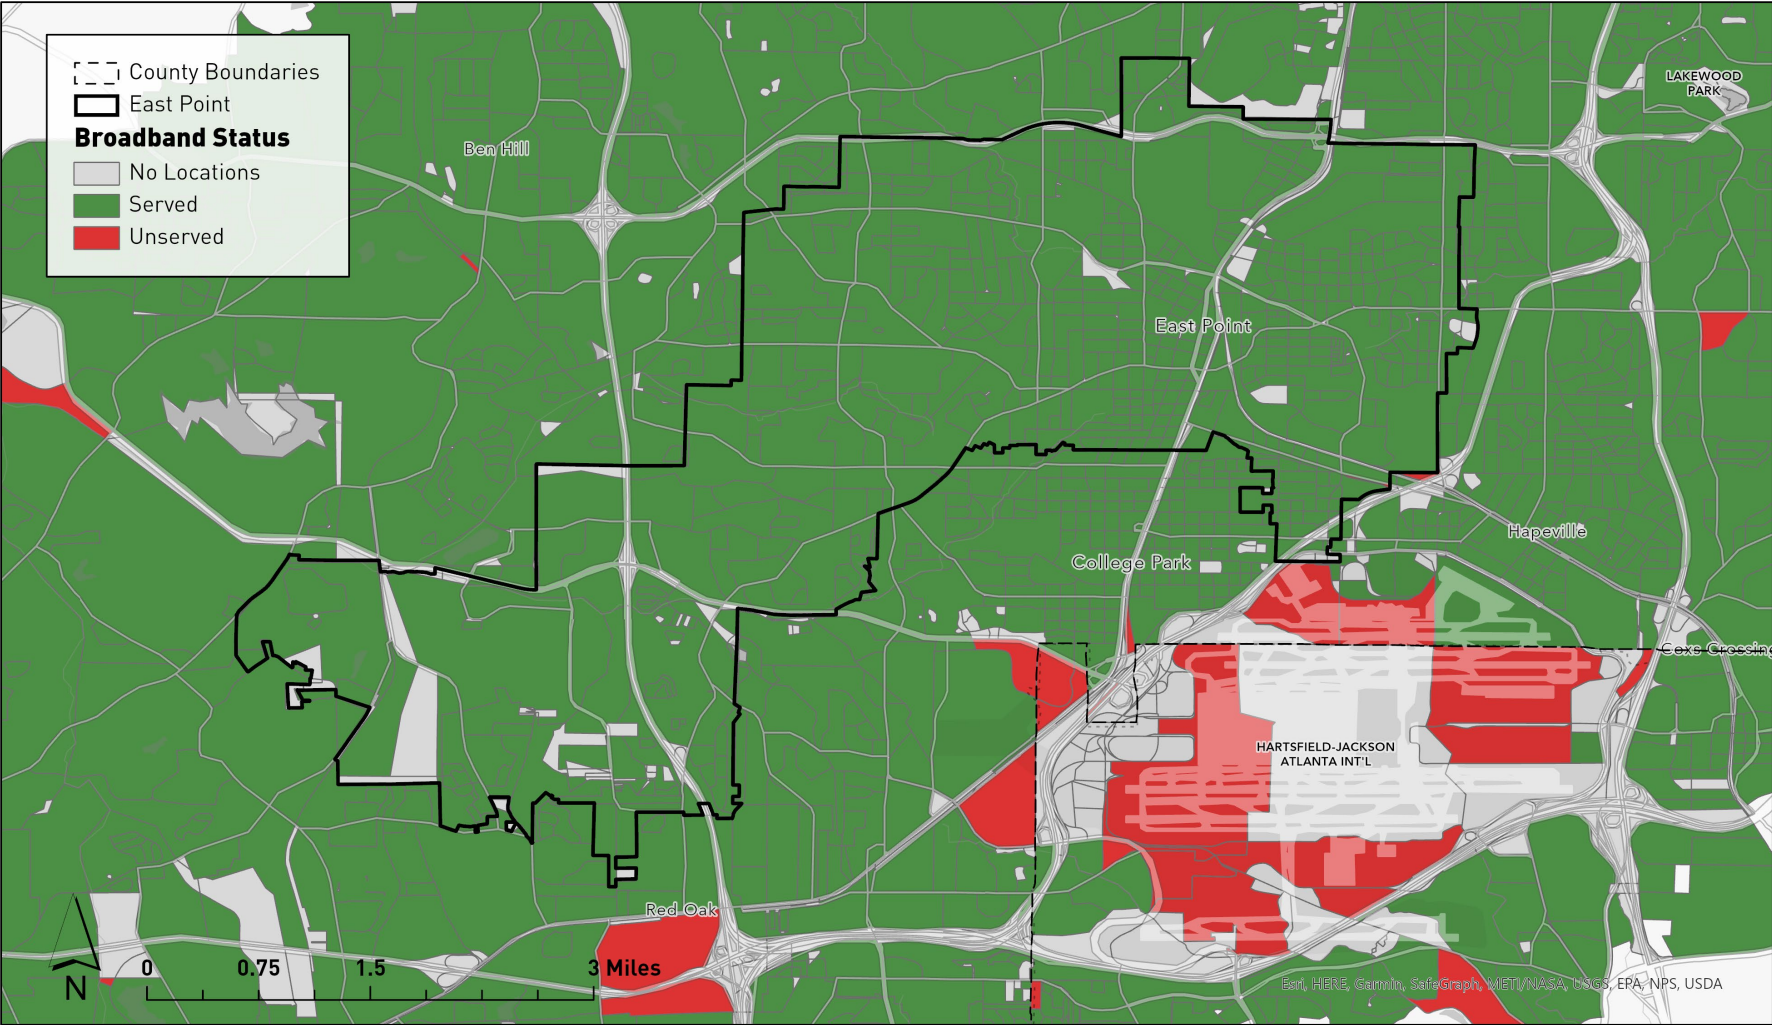 County Boundaries
East Point
Broadband Status
No Locations
Served
Unserved
LAKEWOOD
PARK
Ben Hill
East Point
Hapeville
College Park
Coxs Crossing
HARTSFIELD-JACKSON
ATLANTA INT'L
Red Oak
N
0 0.75 1.5 3 Miles
Esri, HERE, Garmin, SafeGraph, METI/NASA, USGS, EPA, NPS, USDA